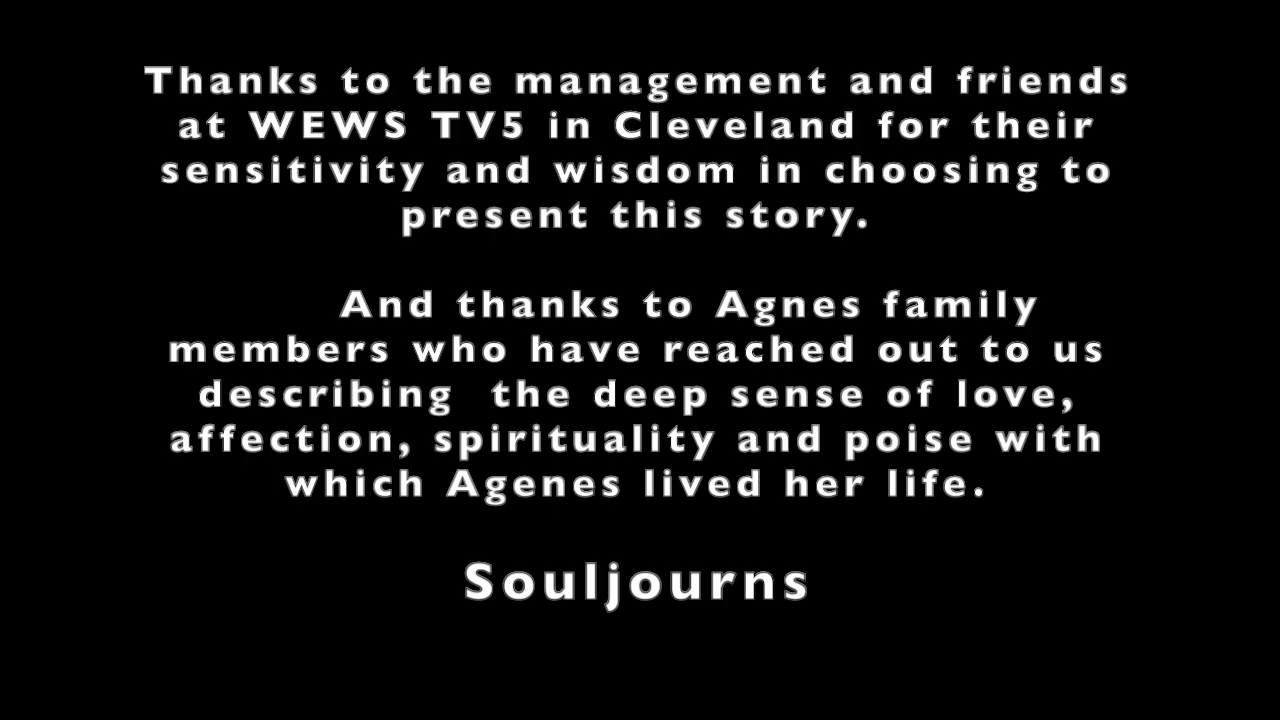 Thanks to the management and friends
at WEWS TV5 in Cleveland for their
sensitivity and wisdom in choosing to
present this story.
And thanks to Agnes family
members who have reached out to us
describing  the deep sense of love,
affection, spirituality and poise with
which Agenes lived her life.
Souljourns